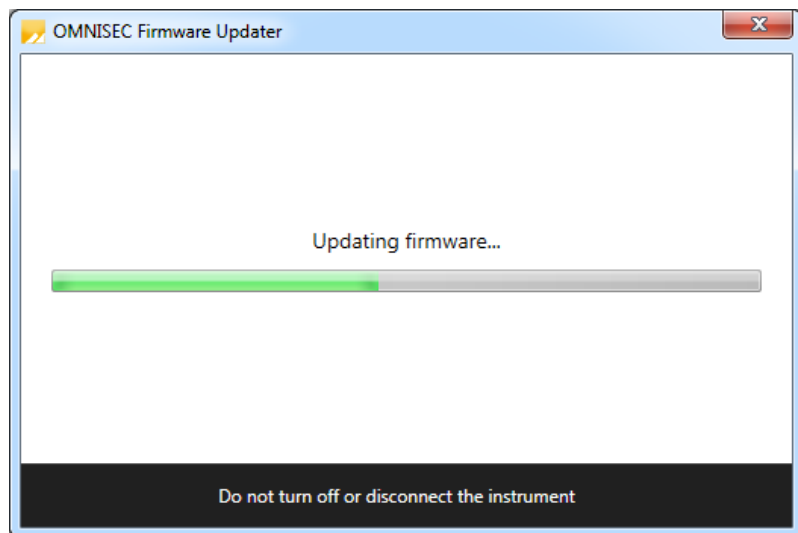 OMNISEC Firmware Updater
Updating firmware...
Do not turn off or disconnect the instrument